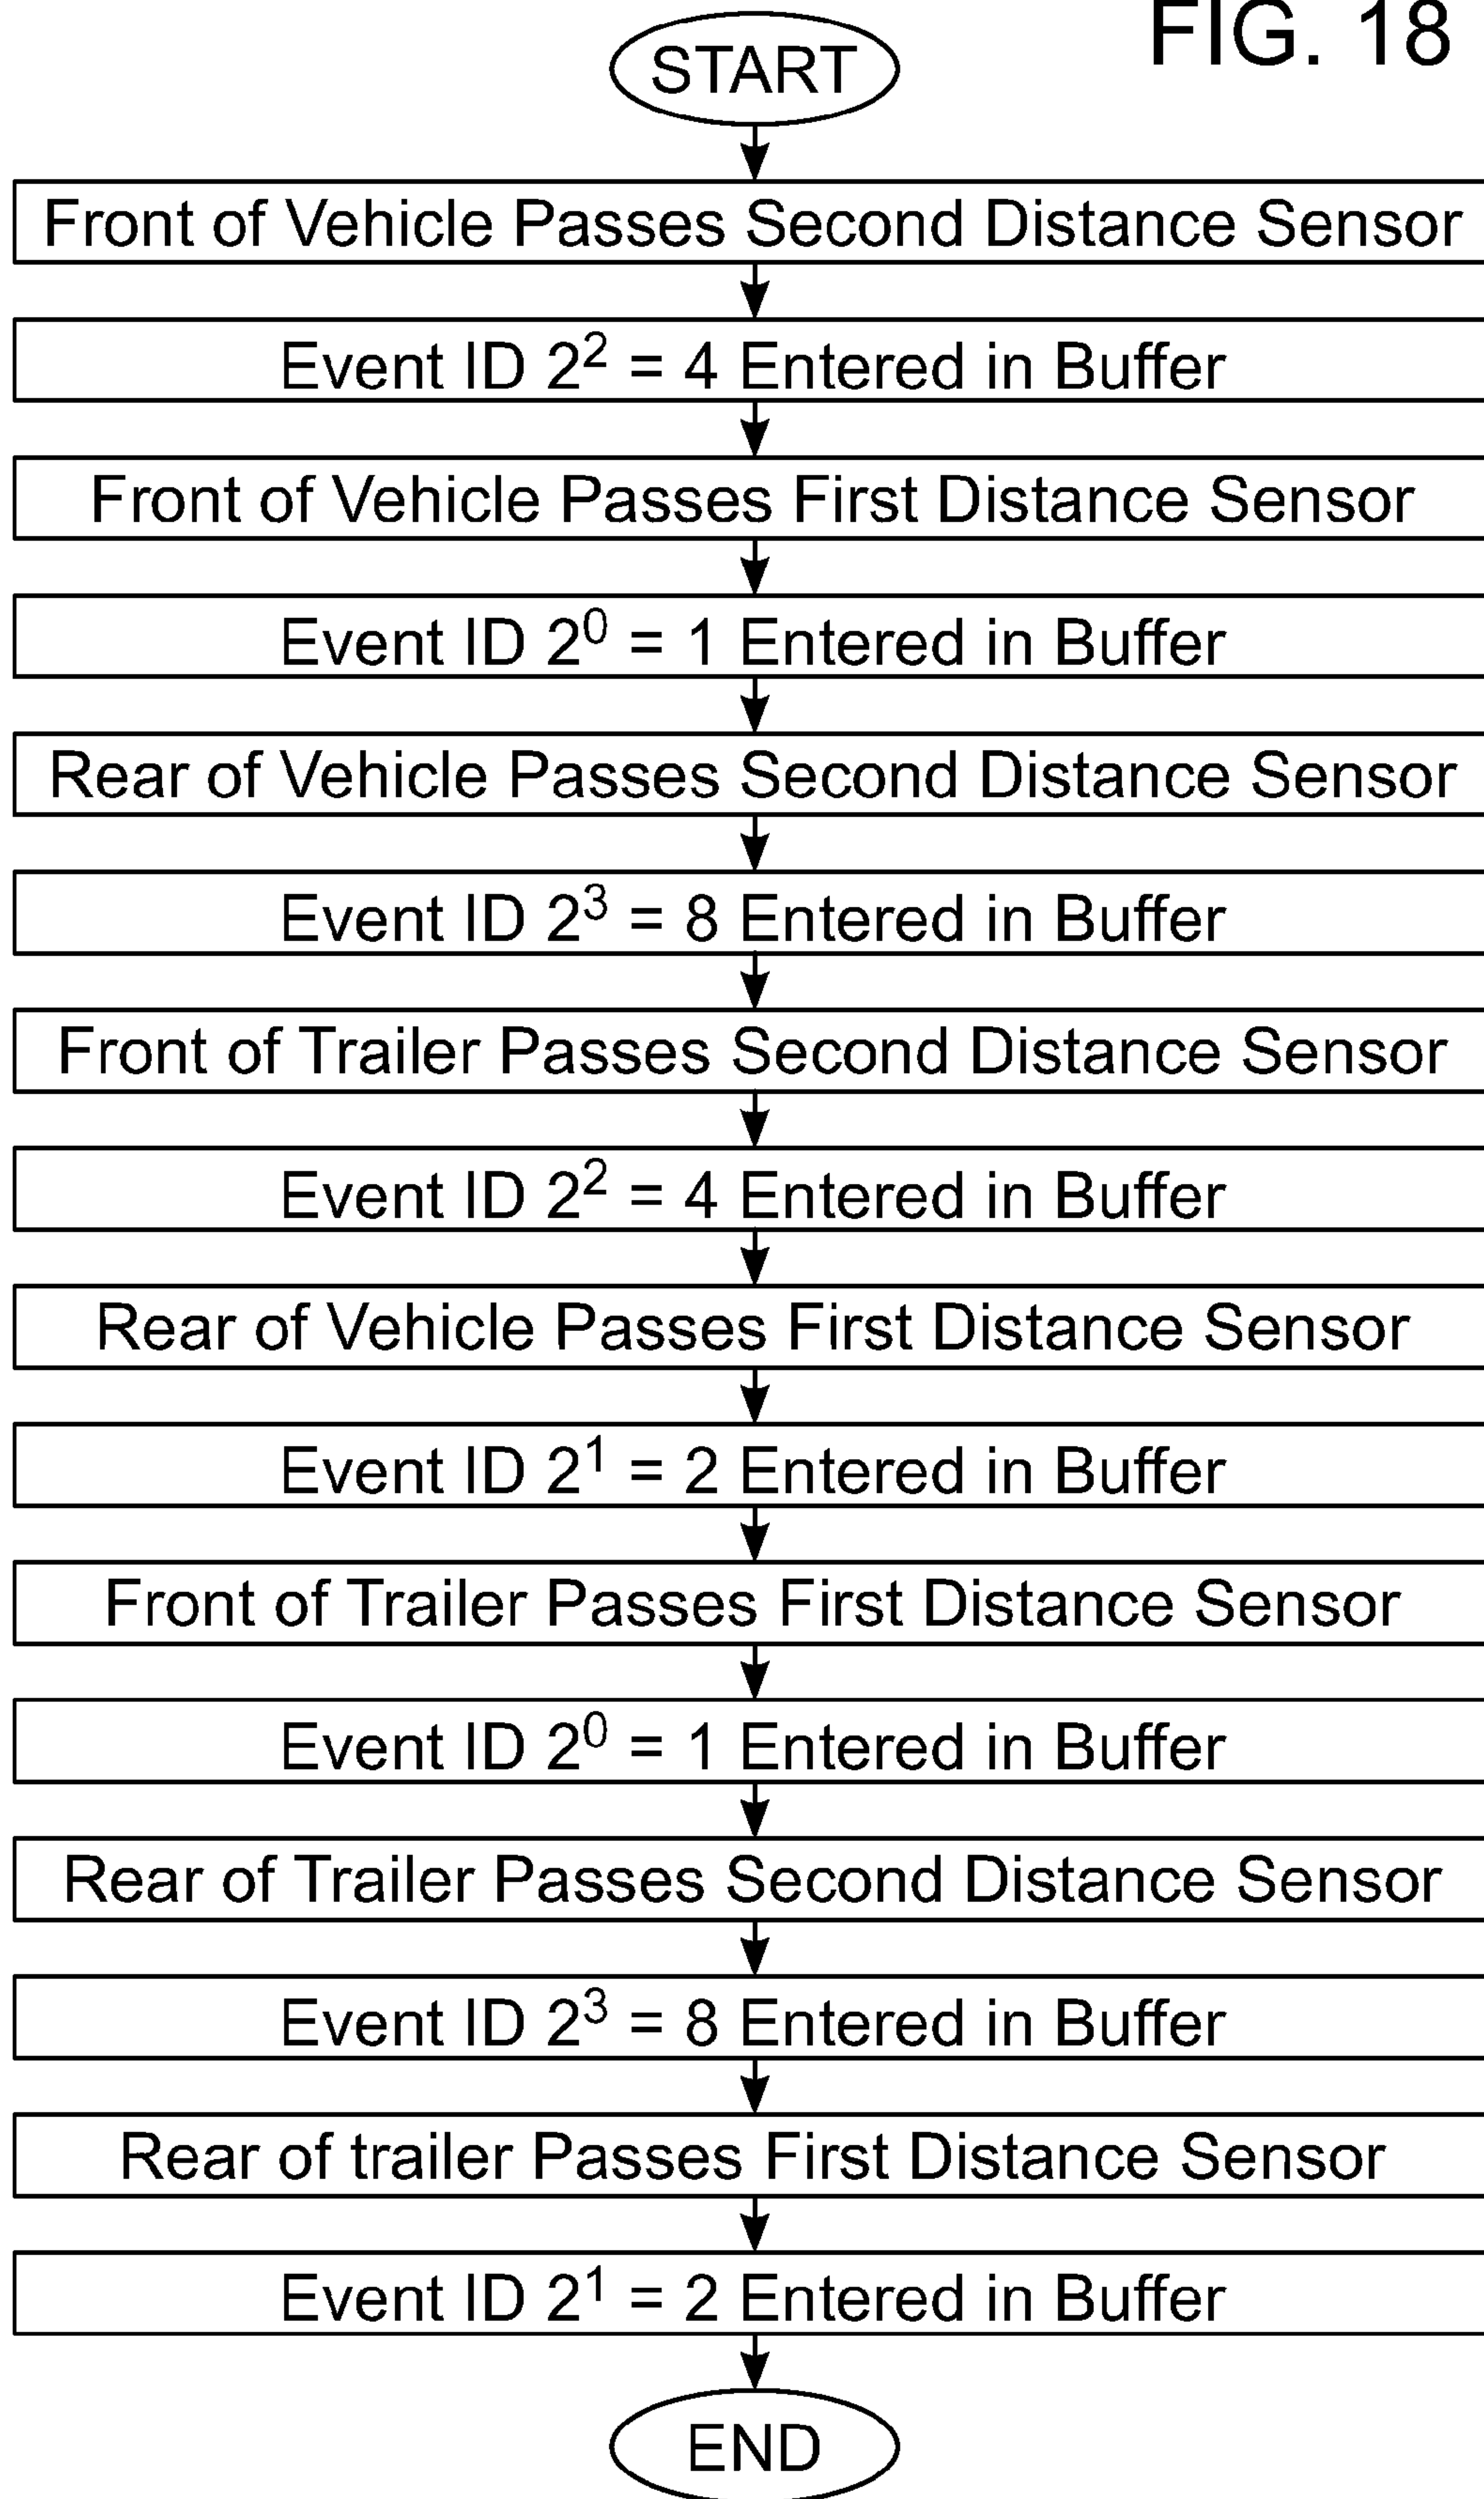 FIG. 18
START
Front of Vehicle Passes Second Distance Sensor
Event ID 2² = 4 Entered in Buffer
Front of Vehicle Passes First Distance Sensor
Event ID 2⁰ = 1 Entered in Buffer
Rear of Vehicle Passes Second Distance Sensor
Event ID 2³ = 8 Entered in Buffer
Front of Trailer Passes Second Distance Sensor
Event ID 2² = 4 Entered in Buffer
Rear of Vehicle Passes First Distance Sensor
Event ID 2¹ = 2 Entered in Buffer
Front of Trailer Passes First Distance Sensor
Event ID 2⁰ = 1 Entered in Buffer
Rear of Trailer Passes Second Distance Sensor
Event ID 2³ = 8 Entered in Buffer
Rear of trailer Passes First Distance Sensor
Event ID 2¹ = 2 Entered in Buffer
END